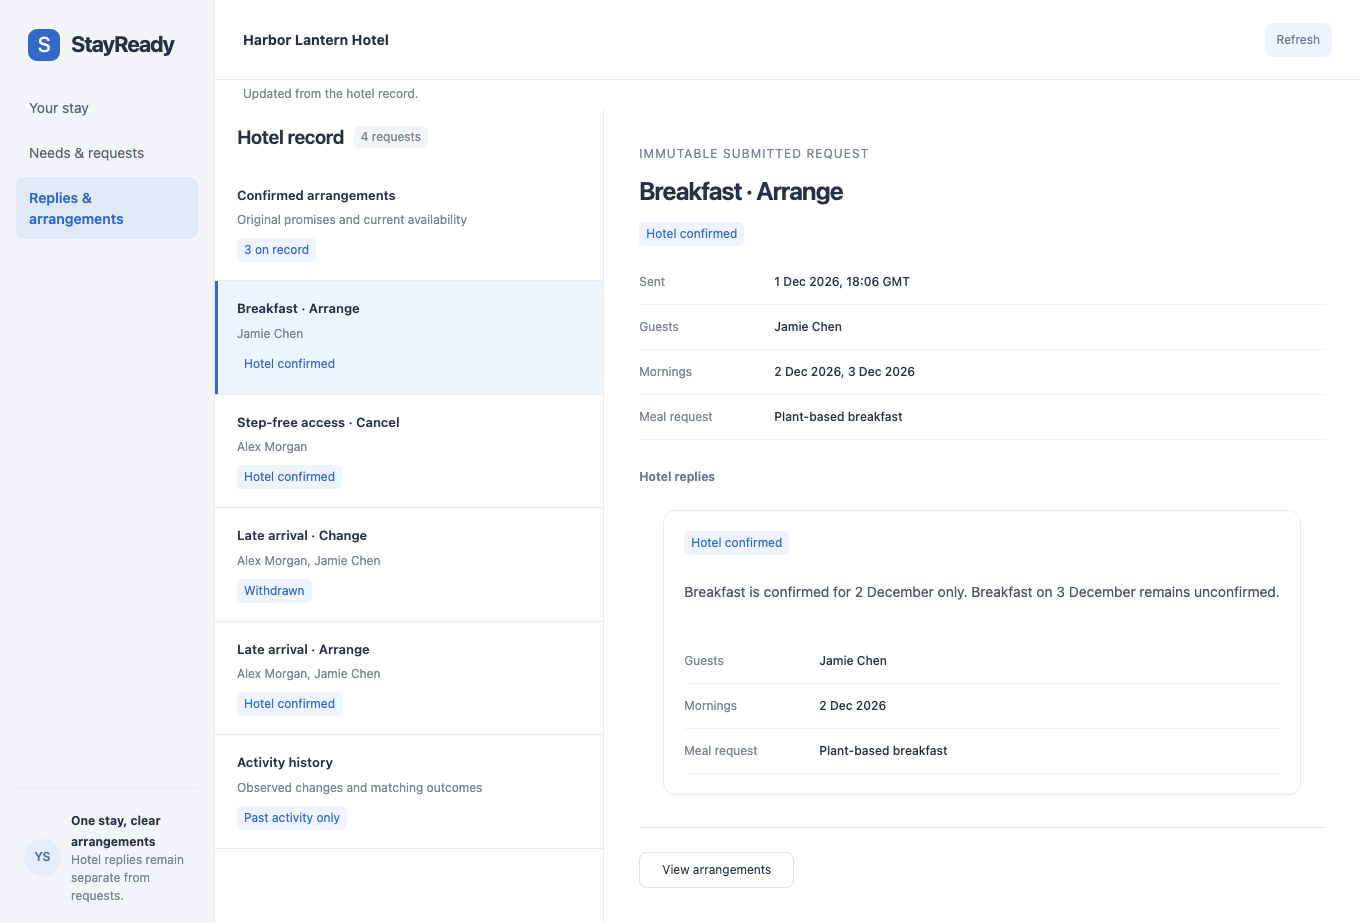 S StayReady
Your stay
Needs & requests
Replies &
arrangements
YS
One stay, clear
arrangements
Hotel replies remain
separate from
requests.
Harbor Lantern Hotel
Refresh
Updated from the hotel record.
Hotel record 4 requests
Confirmed arrangements
Original promises and current availability
3 on record
Breakfast · Arrange
Jamie Chen
Hotel confirmed
Step-free access · Cancel
Alex Morgan
Hotel confirmed
Late arrival · Change
Alex Morgan, Jamie Chen
Withdrawn
Late arrival · Arrange
Alex Morgan, Jamie Chen
Hotel confirmed
Activity history
Observed changes and matching outcomes
Past activity only
IMMUTABLE SUBMITTED REQUEST
Breakfast · Arrange
Hotel confirmed
Sent 1 Dec 2026, 18:06 GMT
Guests Jamie Chen
Mornings 2 Dec 2026, 3 Dec 2026
Meal request Plant-based breakfast
Hotel replies
Hotel confirmed
Breakfast is confirmed for 2 December only. Breakfast on 3 December remains unconfirmed.
Guests Jamie Chen
Mornings 2 Dec 2026
Meal request Plant-based breakfast
View arrangements